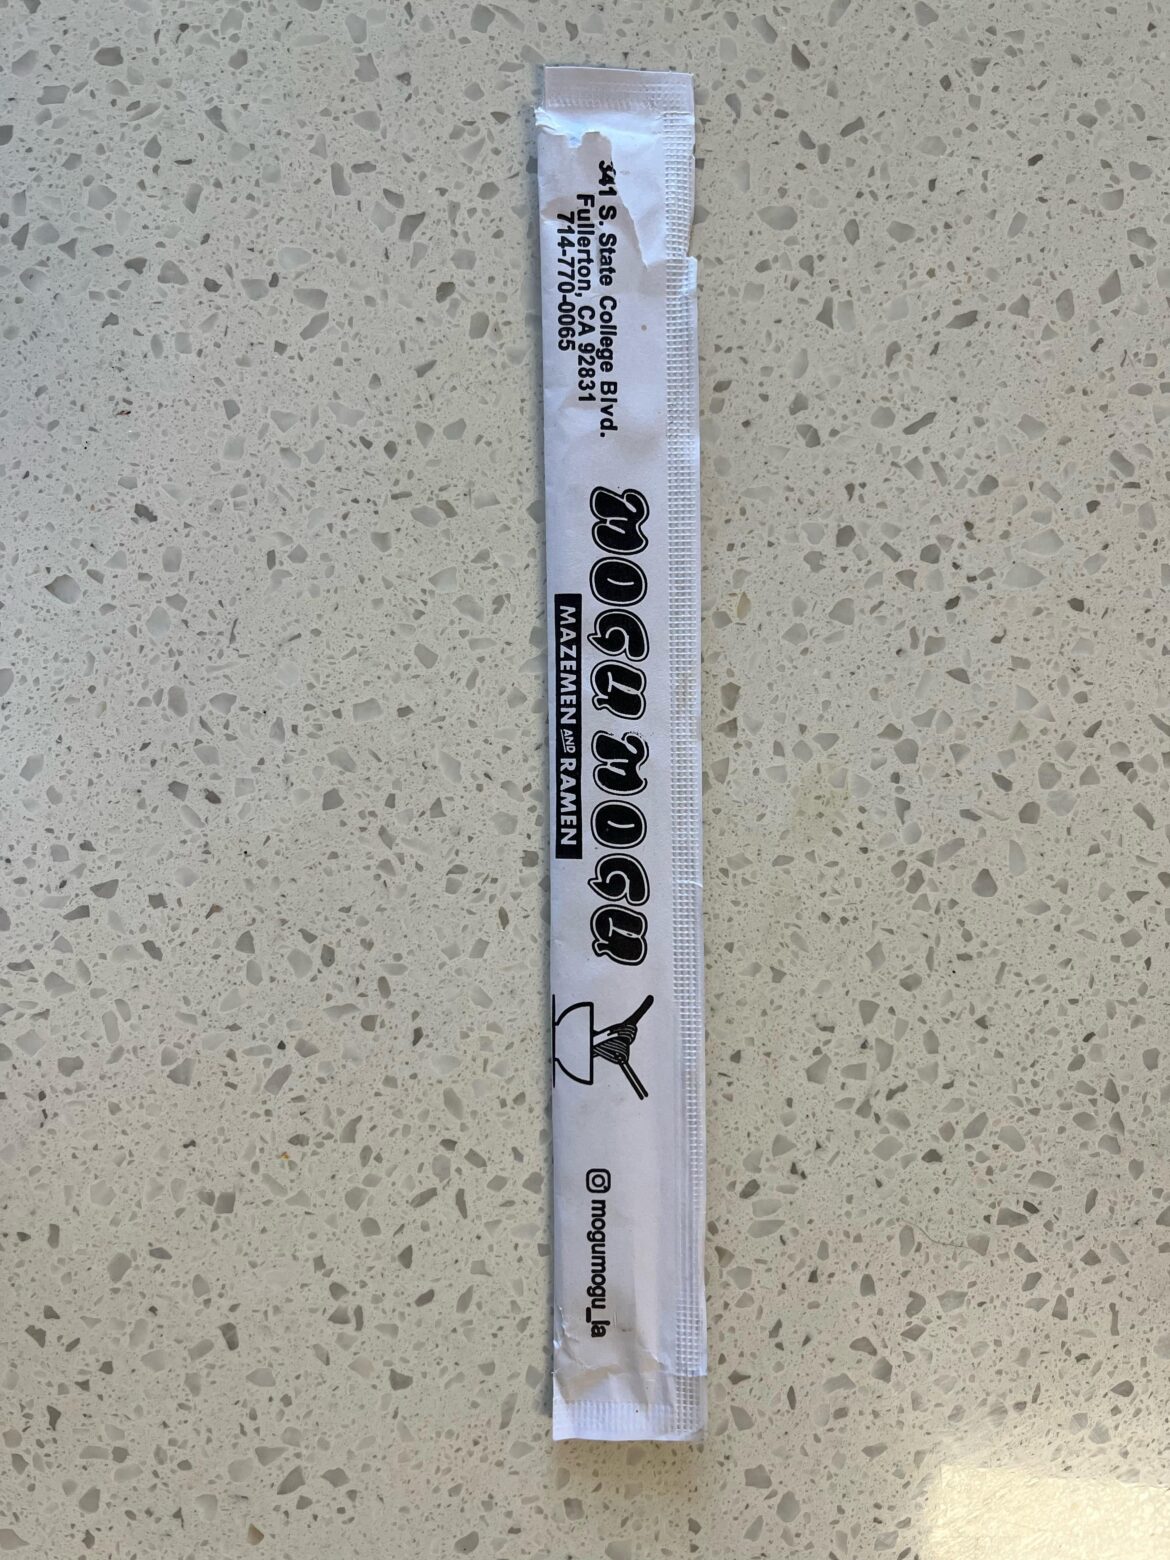 341 S. State College Blvd.
Fullerton, CA 92831
714-770-0065
MOGU MOGU
MAZEMEN AND RAMEN
mogumogu_la